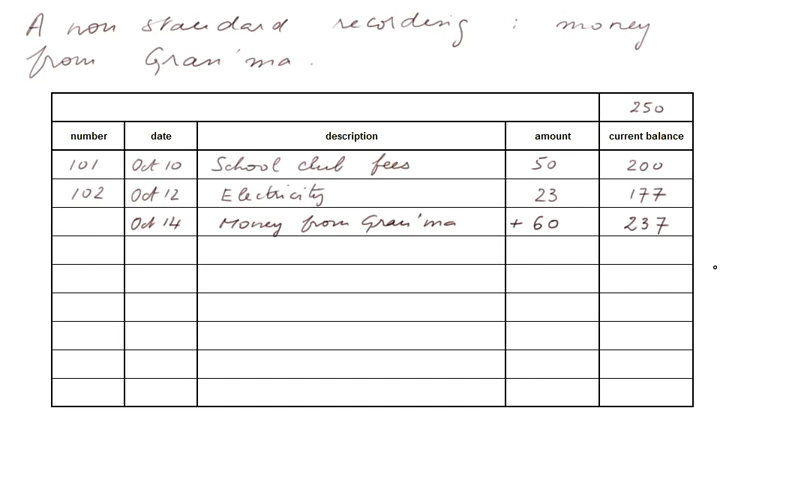 A non standard recording : money
from Gran'ma.
250
number date description amount current balance
101 Oct 10 School club fees 50 200
102 Oct 12 Electricity 23 177
Oct 14 Money from Gran'ma + 60 237